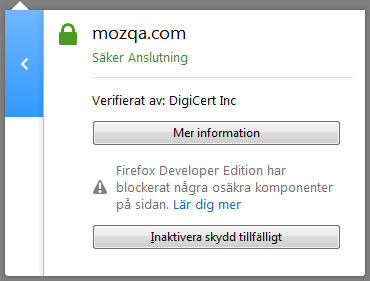 mozqa.com
Säker Anslutning
Verifierat av: DigiCert Inc
Mer information
Firefox Developer Edition har
blockerat några osäkra komponenter
på sidan. Lär dig mer
Inaktivera skydd tillfälligt